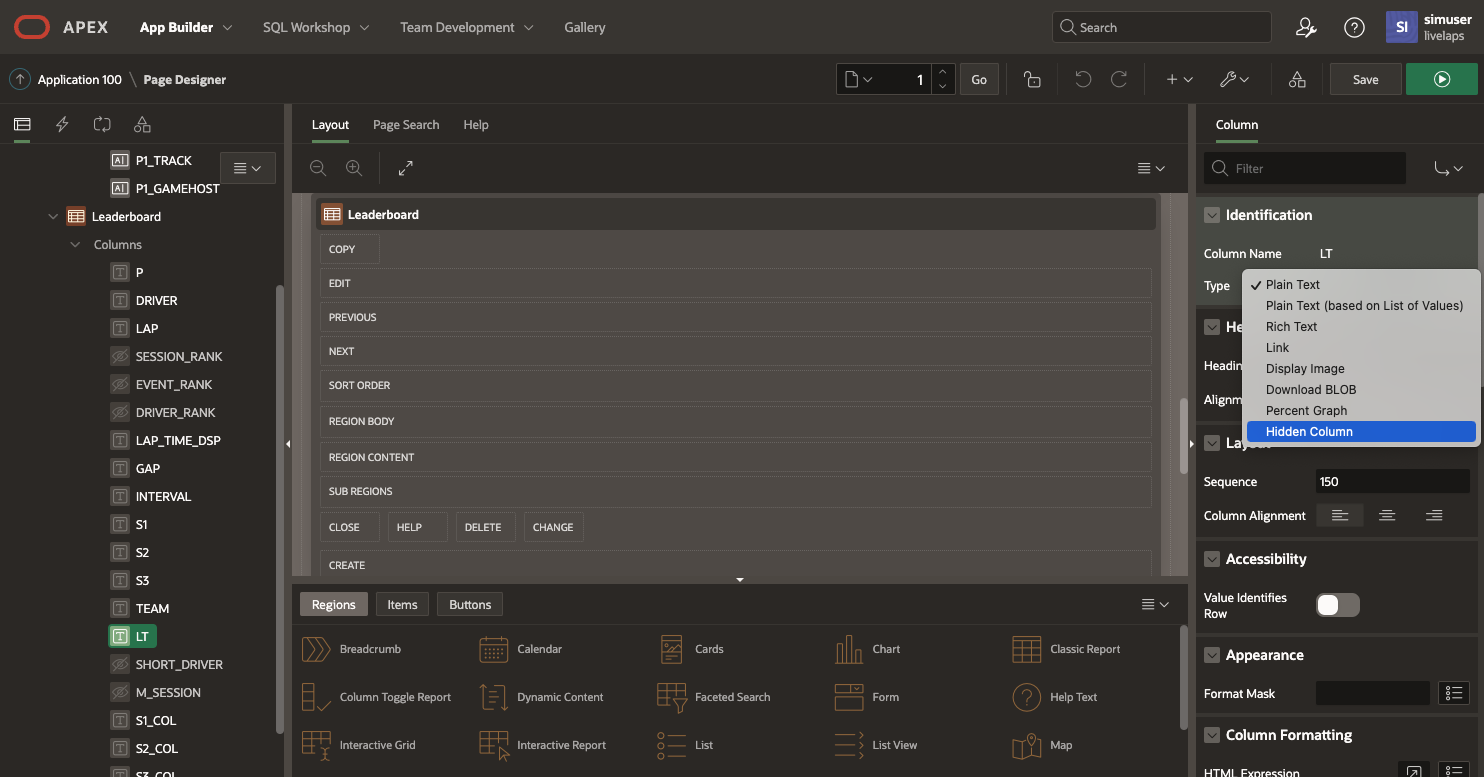 APEX
App Builder
SQL Workshop
Team Development
Gallery
Search
SI
simuser
livelaps
Application 100 \ Page Designer
1
Go
Save
P1_TRACK
P1_GAMEHOST
Leaderboard
Columns
P
DRIVER
LAP
SESSION_RANK
EVENT_RANK
DRIVER_RANK
LAP_TIME_DSP
GAP
INTERVAL
S1
S2
S3
TEAM
LT
SHORT_DRIVER
M_SESSION
S1_COL
S2_COL
S3_COL
Layout
Page Search
Help
Leaderboard
COPY
EDIT
PREVIOUS
NEXT
SORT ORDER
REGION BODY
REGION CONTENT
SUB REGIONS
CLOSE
HELP
DELETE
CHANGE
CREATE
Regions
Items
Buttons
Breadcrumb
Calendar
Cards
Chart
Classic Report
Column Toggle Report
Dynamic Content
Faceted Search
Form
Help Text
Interactive Grid
Interactive Report
List
List View
Map
Column
Filter
Identification
Column Name
LT
Type
Plain Text
Plain Text (based on List of Values)
Rich Text
Link
Display Image
Download BLOB
Percent Graph
Hidden Column
Sequence
150
Column Alignment
Accessibility
Value Identifies
Row
Appearance
Format Mask
Column Formatting
HTML Expression